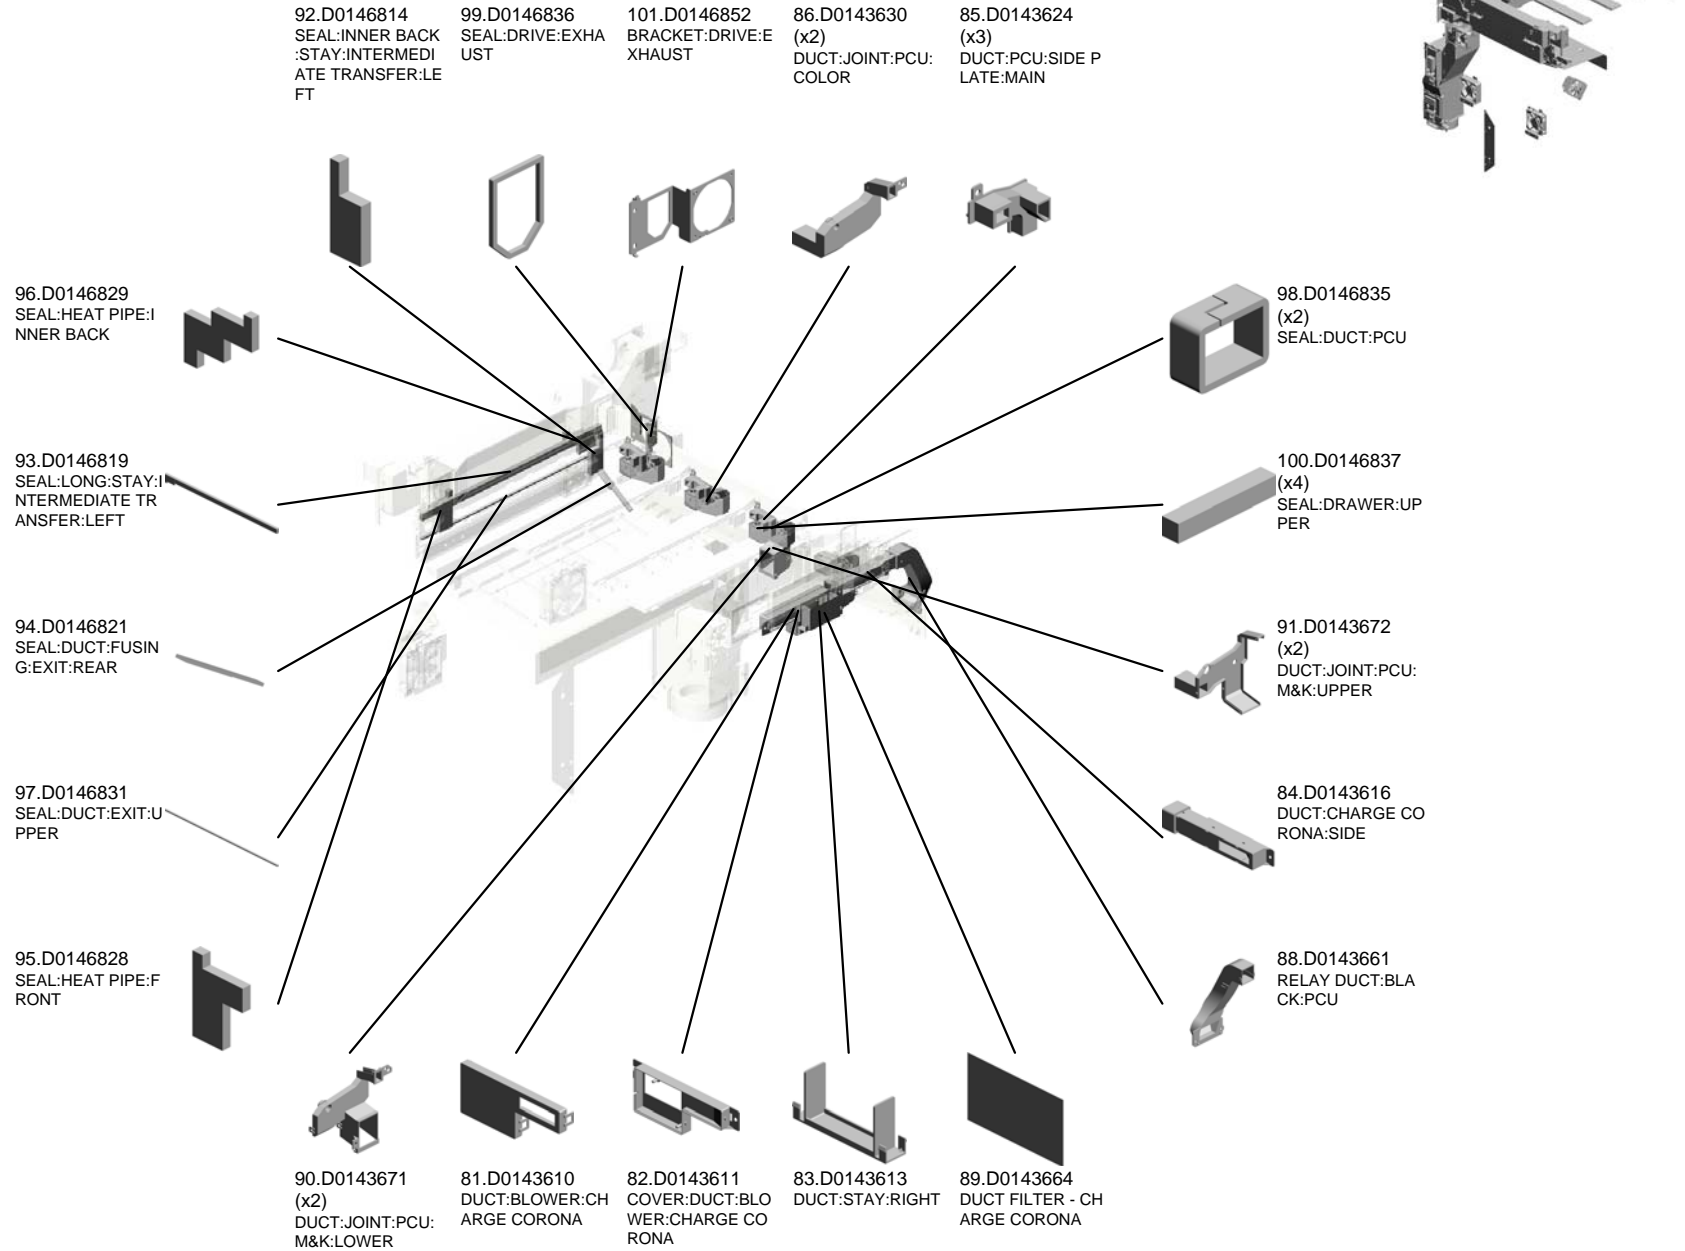 92.D0146814
SEAL:INNER BACK
:STAY:INTERMEDI
ATE TRANSFER:LE
FT
99.D0146836
SEAL:DRIVE:EXHA
UST
101.D0146852
BRACKET:DRIVE:E
XHAUST
86.D0143630
(x2)
DUCT:JOINT:PCU:
COLOR
85.D0143624
(x3)
DUCT:PCU:SIDE P
LATE:MAIN
96.D0146829
SEAL:HEAT PIPE:I
NNER BACK
98.D0146835
(x2)
SEAL:DUCT:PCU
93.D0146819
SEAL:LONG:STAY:I
NTERMEDIATE TR
ANSFER:LEFT
100.D0146837
(x4)
SEAL:DRAWER:UP
PER
94.D0146821
SEAL:DUCT:FUSIN
G:EXIT:REAR
91.D0143672
(x2)
DUCT:JOINT:PCU:
M&K:UPPER
97.D0146831
SEAL:DUCT:EXIT:U
PPER
84.D0143616
DUCT:CHARGE CO
RONA:SIDE
95.D0146828
SEAL:HEAT PIPE:F
RONT
88.D0143661
RELAY DUCT:BLA
CK:PCU
90.D0143671
(x2)
DUCT:JOINT:PCU:
M&K:LOWER
81.D0143610
DUCT:BLOWER:CH
ARGE CORONA
82.D0143611
COVER:DUCT:BLO
WER:CHARGE CO
RONA
83.D0143613
DUCT:STAY:RIGHT
89.D0143664
DUCT FILTER - CH
ARGE CORONA